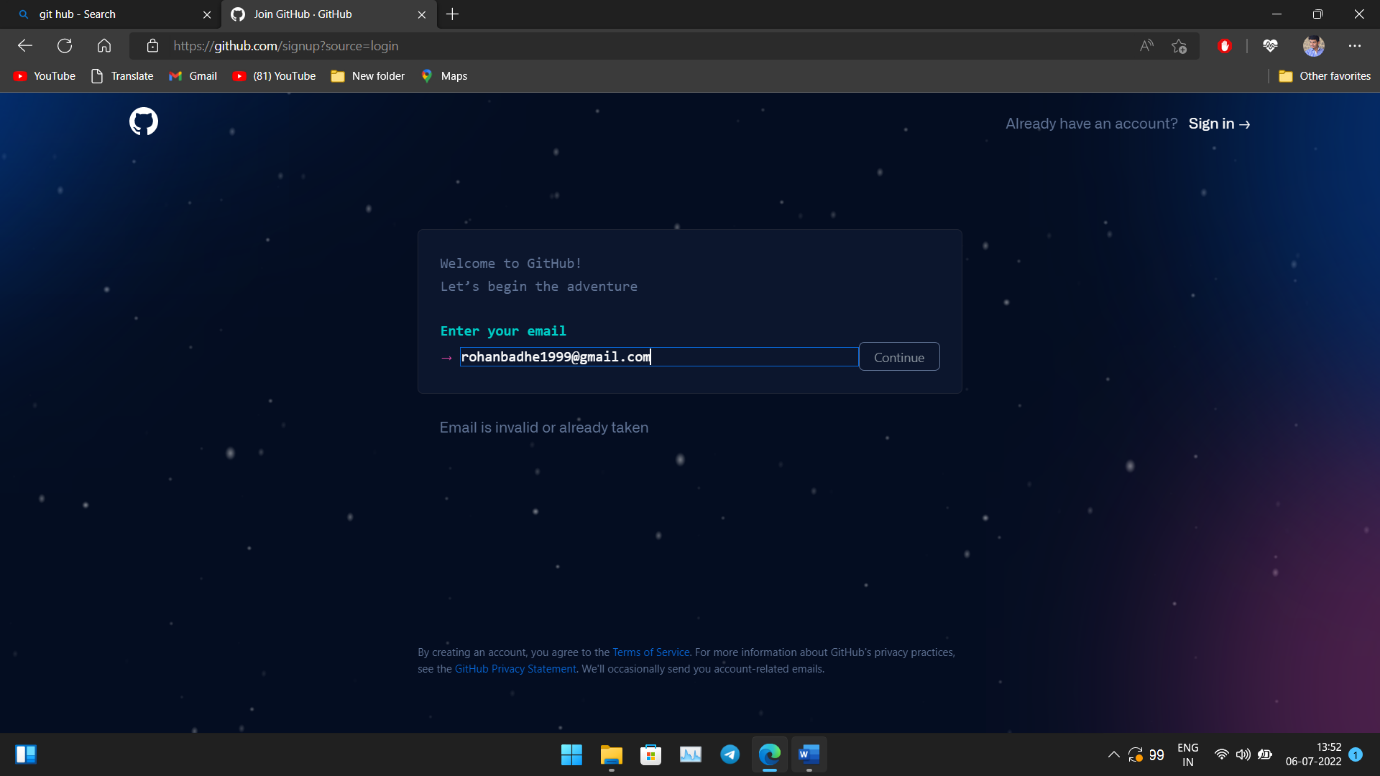 git hub - Search
Join GitHub · GitHub
https://github.com/signup?source=login
YouTube
Translate
Gmail
(81) YouTube
New folder
Maps
Other favorites
Already have an account? Sign in →
Welcome to GitHub!
Let’s begin the adventure
Enter your email
→ rohanbadhe1999@gmail.com
Continue
Email is invalid or already taken
By creating an account, you agree to the Terms of Service. For more information about GitHub's privacy practices,
see the GitHub Privacy Statement. We'll occasionally send you account-related emails.
99
ENG
IN
13:52
06-07-2022
1